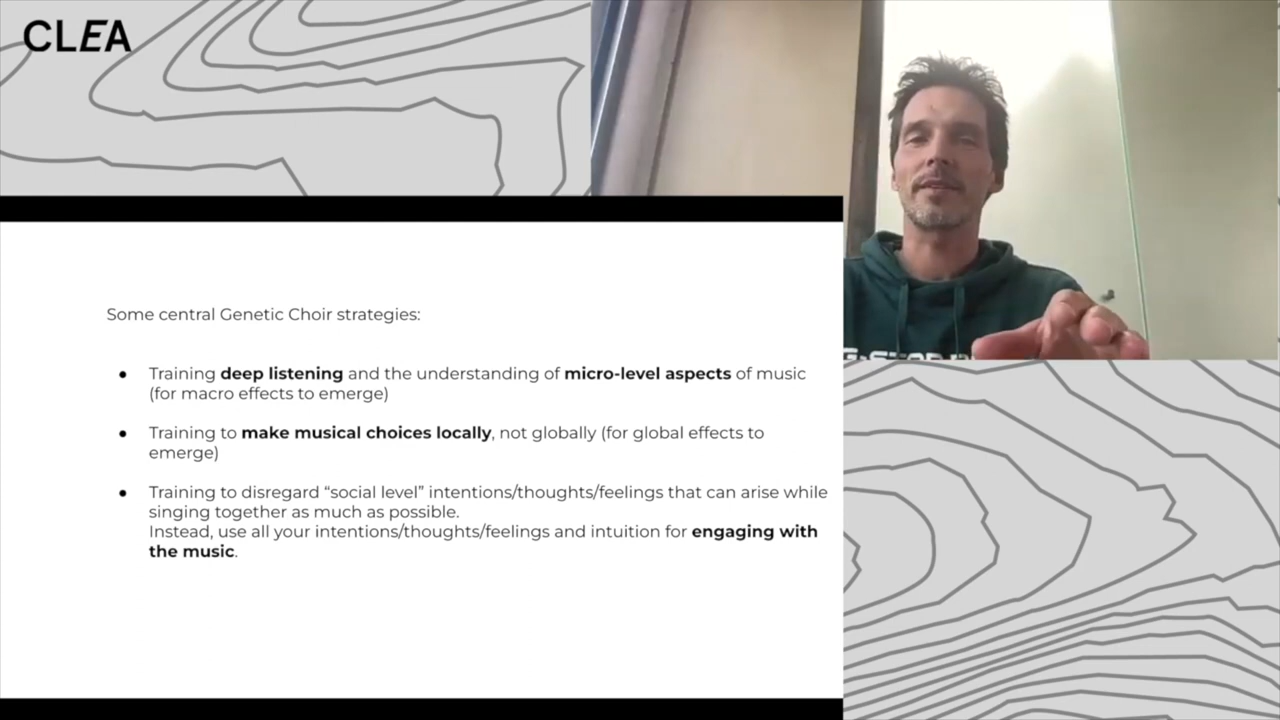 CLEA
Some central Genetic Choir strategies:
● Training deep listening and the understanding of micro-level aspects of music
(for macro effects to emerge)
● Training to make musical choices locally, not globally (for global effects to
emerge)
● Training to disregard “social level” intentions/thoughts/feelings that can arise while
singing together as much as possible.
Instead, use all your intentions/thoughts/feelings and intuition for engaging with
the music.